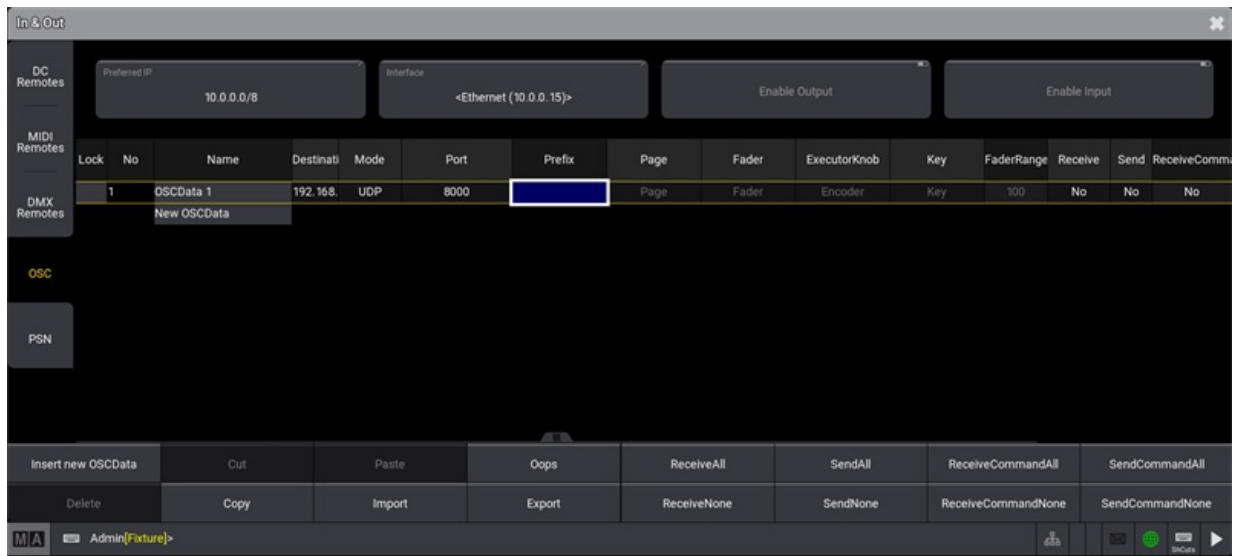 In & Out
DC
Remotes
MIDI
Remotes
DMX
Remotes
OSC
PSN
Preferred IP
10.0.0.0/8
Interface
<Ethernet (10.0.0.15)>
Enable Output
Enable Input
Lock No Name Destinati Mode Port Prefix Page Fader ExecutorKnob Key FaderRange Receive Send ReceiveComma
1 OSCData 1 192.168. UDP 8000 Page Fader Encoder Key 100 No No No
New OSCData
Insert new OSCData Cut Paste Oops ReceiveAll SendAll ReceiveCommandAll SendCommandAll
Delete Copy Import Export ReceiveNone SendNone ReceiveCommandNone SendCommandNone
MA Admin[Fixture]> ShCuts